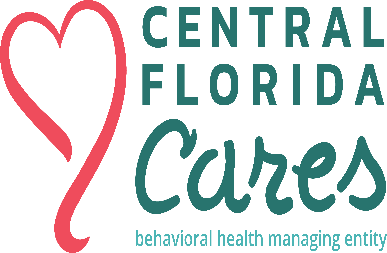 CENTRAL
FLORIDA
Cares
behavioral health managing entity